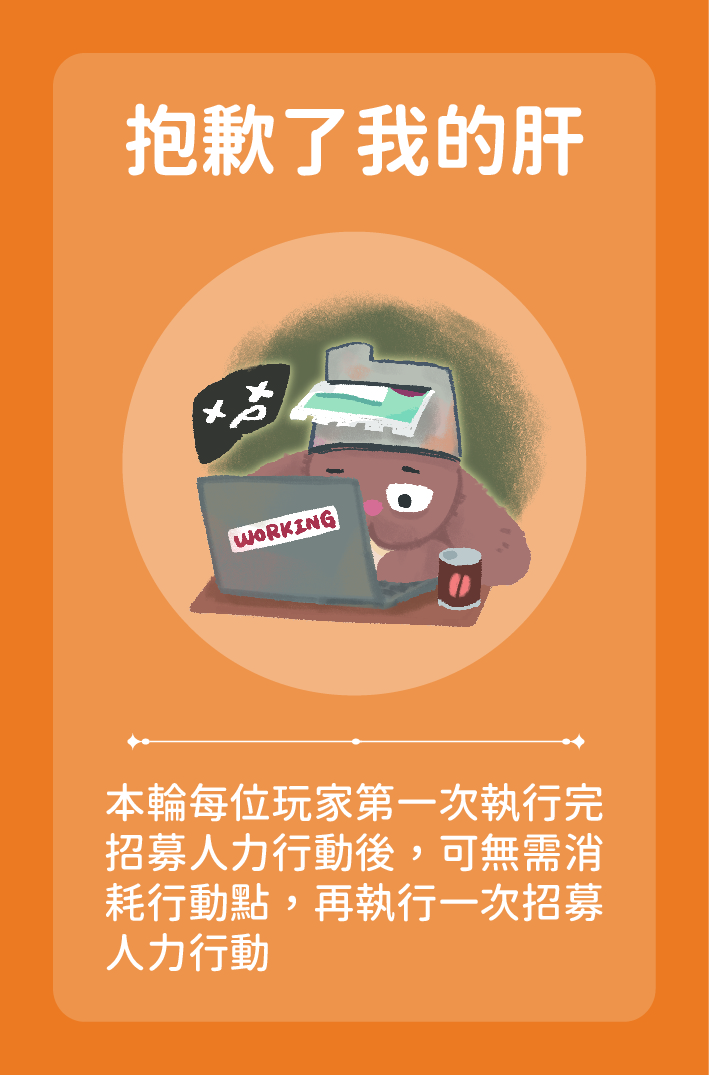 抱歉了我的肝
WORKING
本輪每位玩家第一次執行完
招募人力行動後，可無需消
耗行動點，再執行一次招募
人力行動